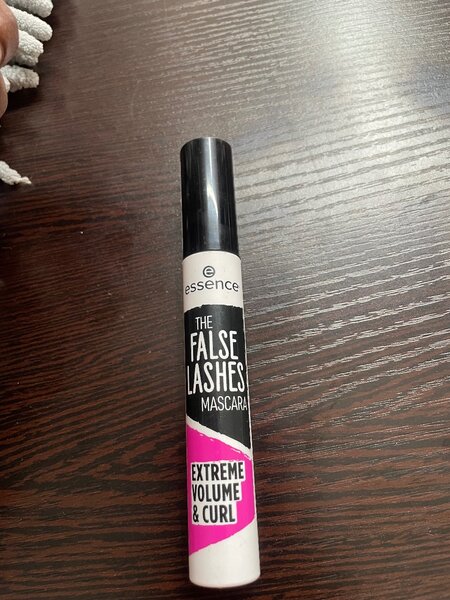 essence
THE
FALSE
LASHES
MASCARA
EXTREME
VOLUME
& CURL